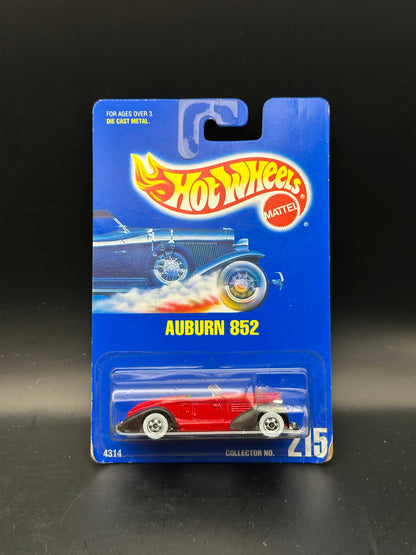 FOR AGES OVER 3.
DIE CAST METAL.
HOT WHEELS®
MATTEL
AUBURN 852
4314
COLLECTOR NO. 215